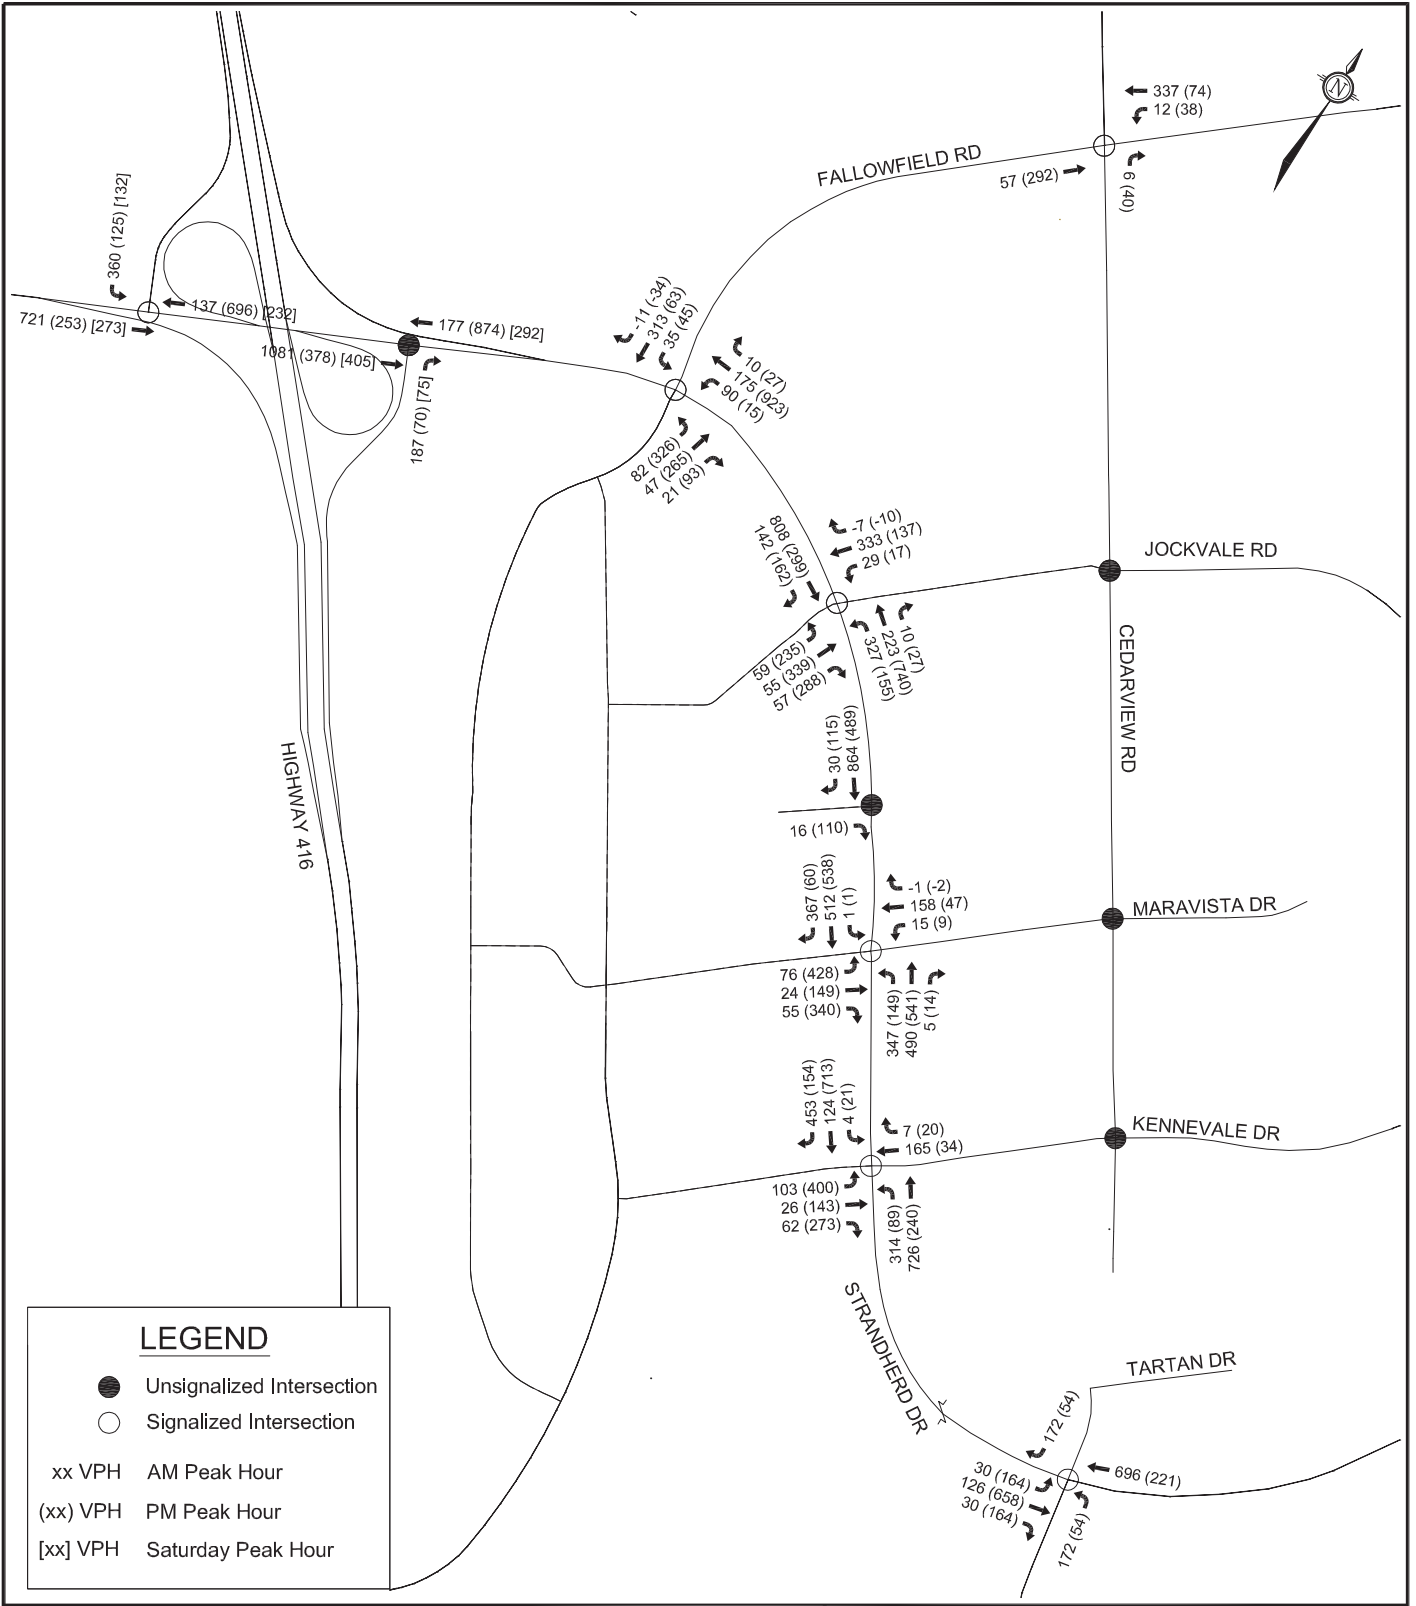 337 (74)
12 (38)
N
FALLOWFIELD RD
57 (292)
6 (40)
360 (125) [132]
137 (696) [232]
721 (253) [273]
177 (874) [292]
1081 (378) [405]
187 (70) [75]
-11 (-34)
313 (63)
35 (45)
10 (27)
175 (923)
90 (15)
82 (326)
47 (265)
21 (93)
808 (299)
142 (162)
-7 (-10)
333 (137)
29 (17)
JOCKVALE RD
10 (27)
223 (740)
327 (155)
59 (235)
55 (339)
57 (288)
CEDARVIEW RD
30 (115)
864 (489)
HIGHWAY 416
16 (110)
367 (60)
512 (538)
1 (1)
-1 (-2)
158 (47)
15 (9)
MARAVISTA DR
76 (428)
24 (149)
55 (340)
347 (149)
490 (541)
5 (14)
453 (154)
124 (713)
4 (21)
7 (20)
165 (34)
KENNEVALE DR
103 (400)
26 (143)
62 (273)
314 (89)
726 (240)
STRANDHERD DR
TARTAN DR
172 (54)
696 (221)
30 (164)
126 (658)
30 (164)
172 (54)
LEGEND
Unsignalized Intersection
Signalized Intersection
xx VPH AM Peak Hour
(xx) VPH PM Peak Hour
[xx] VPH Saturday Peak Hour